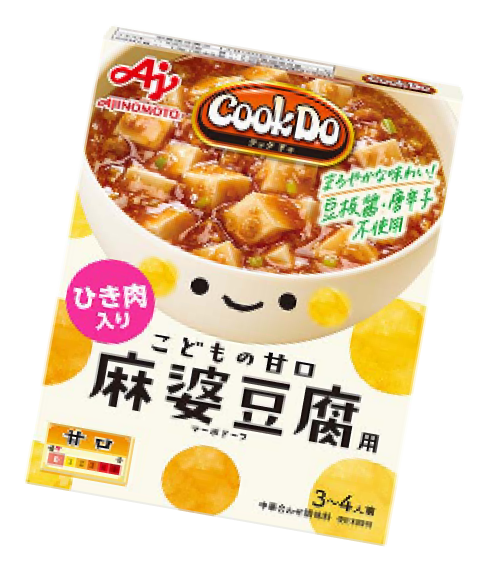 Aj
AJINOMOTO
CookDo
CookDo
クックドゥ
まろやかな味わい!
豆板醤・唐辛子
不使用
ひき肉
入り
こどもの甘口
麻婆豆腐用
マーボドーフ
甘口
3~4人前
中華合わせ調味料